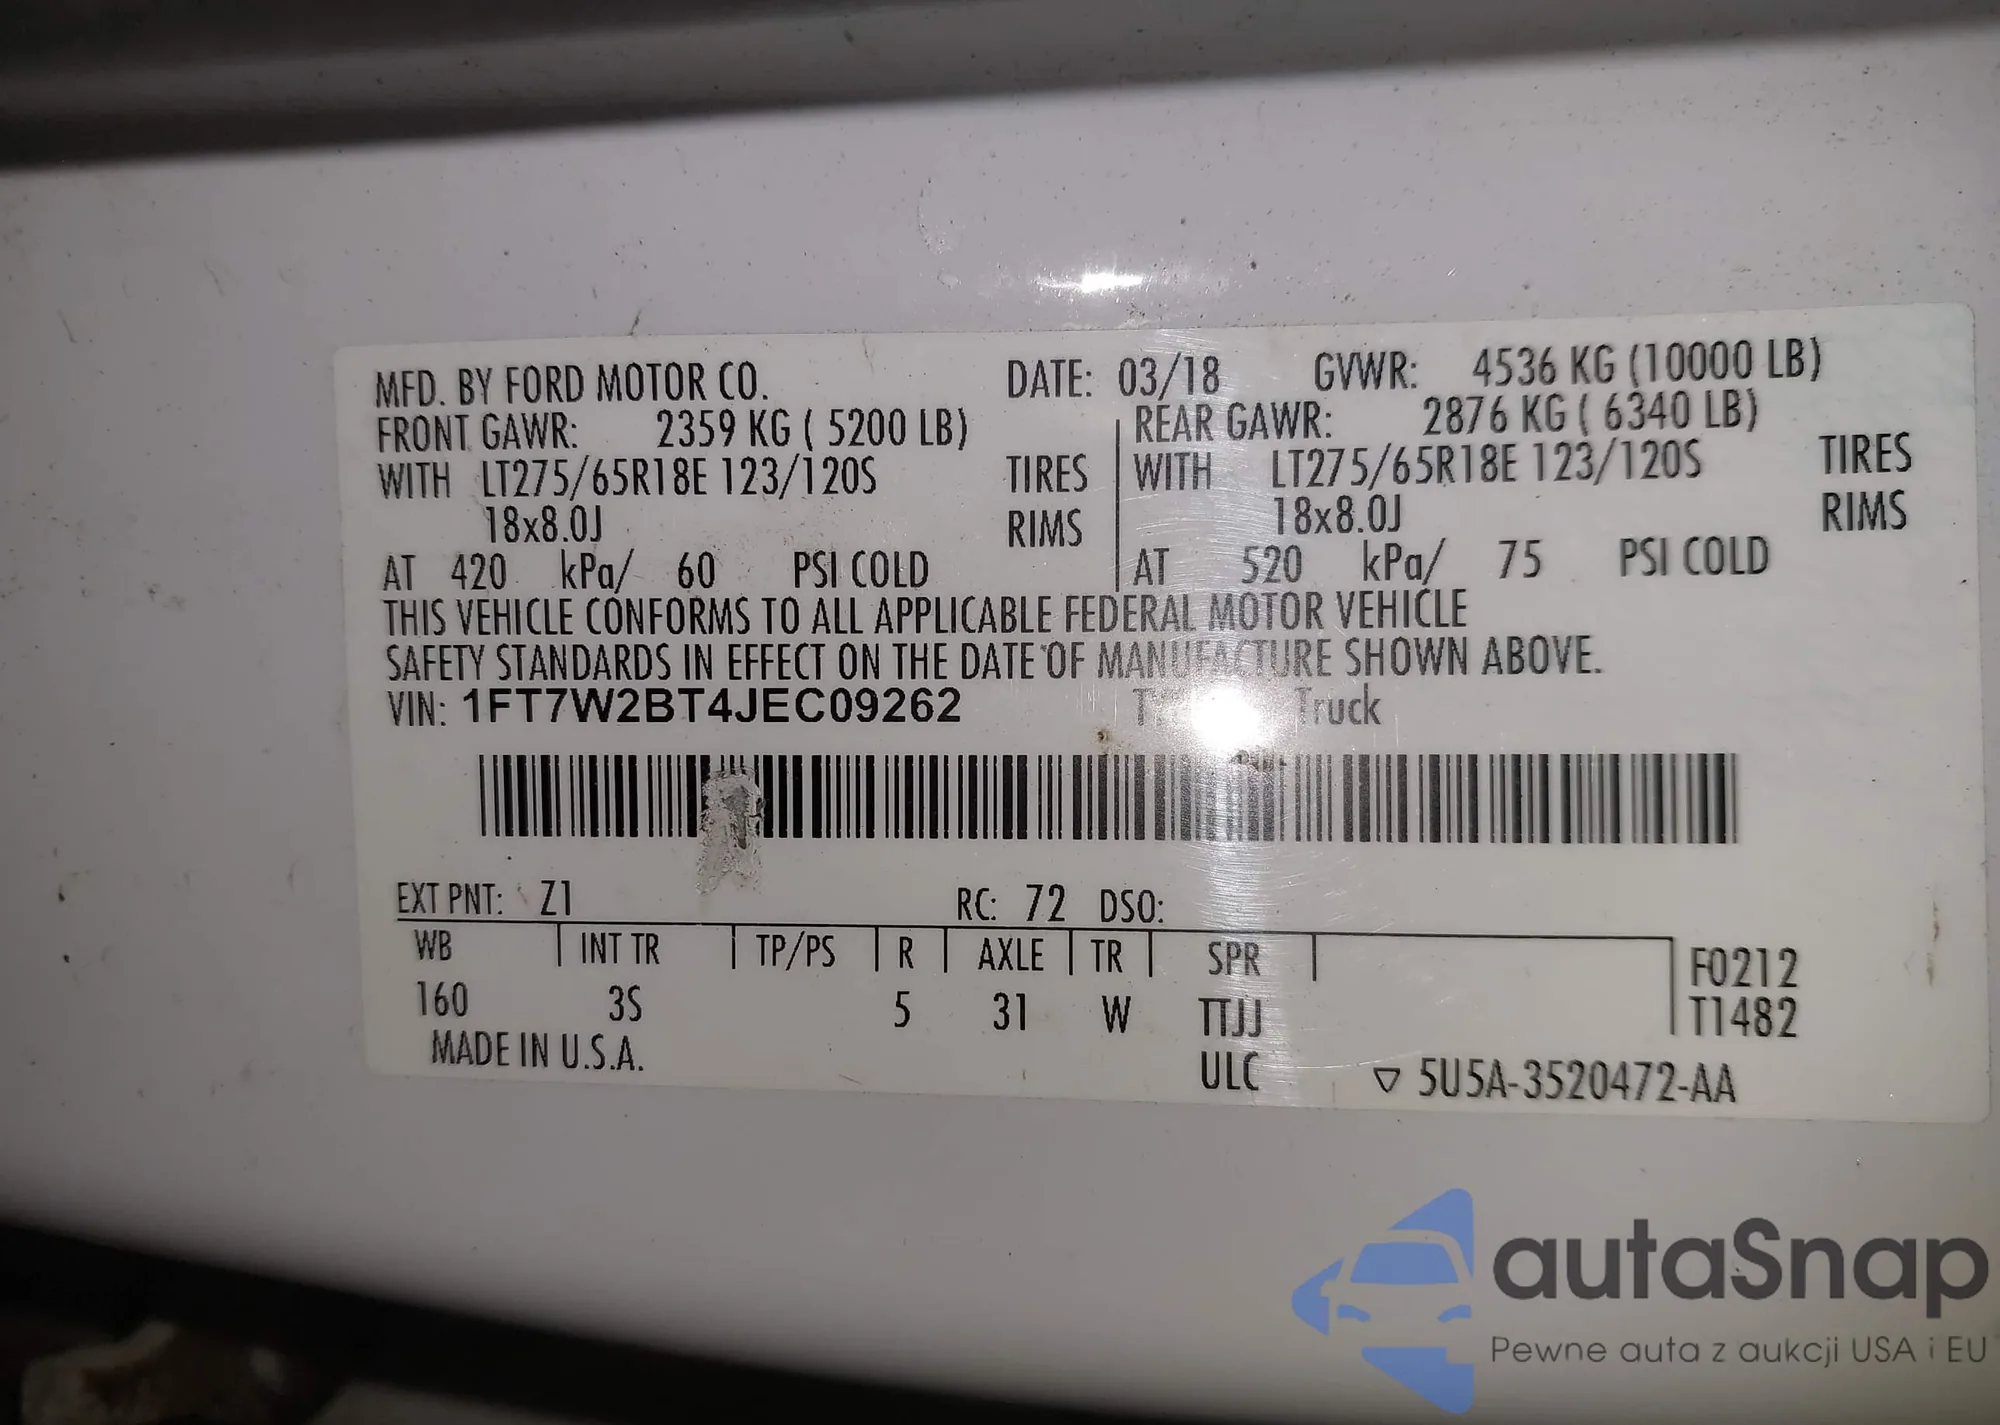 MFD. BY FORD MOTOR CO. DATE: 03/18 GVWR: 4536 KG (10000 LB)
FRONT GAWR: 2359 KG ( 5200 LB) REAR GAWR: 2876 KG ( 6340 LB)
WITH LT275/65R18E 123/120S TIRES WITH LT275/65R18E 123/120S TIRES
18x8.0J RIMS 18x8.0J RIMS
AT 420 kPa/ 60 PSI COLD AT 520 kPa/ 75 PSI COLD
THIS VEHICLE CONFORMS TO ALL APPLICABLE FEDERAL MOTOR VEHICLE
SAFETY STANDARDS IN EFFECT ON THE DATE OF MANUFACTURE SHOWN ABOVE.
VIN: 1FT7W2BT4JEC09262 Truck
EXT PNT: Z1 RC: 72 DSO:
WB INT TR TP/PS R AXLE TR SPR F0212
160 3S 5 31 W TTJJ T1482
MADE IN U.S.A. ULC ▽ 5U5A-3520472-AA
autaSnap
Pewne auta z aukcji USA i EU